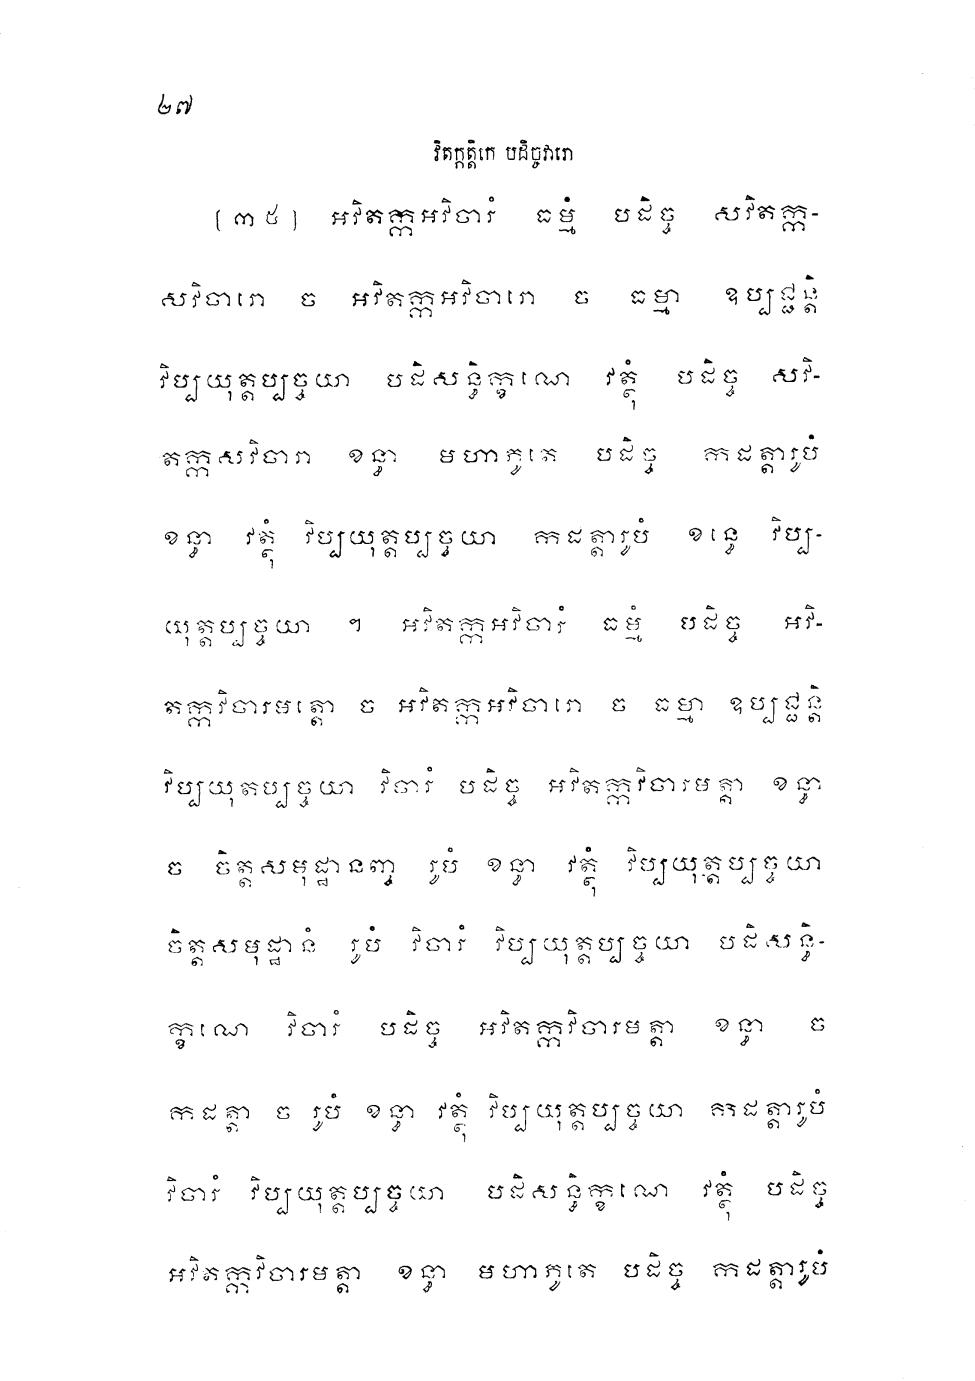 ២៧
វិតក្កត្តិកេ បដិច្ចវារោ
[៣៥] អវិតក្កអវិចារំ ធម្មំ បដិច្ច សវិតក្ក-
សវិចារោ ច អវិតក្កអវិចារោ ច ធម្មា ឧប្បជ្ជន្តិ
វិប្បយុត្តប្បច្ចយា បដិសន្ធិក្ខណេ វត្ថុំ បដិច្ច សវិ-
តក្កសវិចារា ខន្ធា មហាភូតេ បដិច្ច កដត្តារូបំ
ខន្ធា វត្ថុំ វិប្បយុត្តប្បច្ចយា កដត្តារូបំ ខន្ធេ វិប្ប-
យុត្តប្បច្ចយា ។ អវិតក្កអវិចារំ ធម្មំ បដិច្ច អវិ-
តក្កវិចារមត្តោ ច អវិតក្កអវិចារោ ច ធម្មា ឧប្បជ្ជន្តិ
វិប្បយុតប្បច្ចយា វិចារំ បដិច្ច អវិតក្កវិចារមត្តា ខន្ធា
ច ចិត្តសមុដ្ឋានញ្ច រូបំ ខន្ធា វត្ថុំ វិប្បយុត្តប្បច្ចយា
ចិត្តសមុដ្ឋានំ រូបំ វិចារំ វិប្បយុត្តប្បច្ចយា បដិសន្ធិ-
ក្ខណេ វិចារំ បដិច្ច អវិតក្កវិចារមត្តា ខន្ធា ច
កដត្តា ច រូបំ ខន្ធា វត្ថុំ វិប្បយុត្តប្បច្ចយា កដត្តារូបំ
វិចារំ វិប្បយុត្តប្បច្ចយា បដិសន្ធិក្ខណេ វត្ថុំ បដិច្ច
អវិតក្កវិចារមត្តា ខន្ធា មហាភូតេ បដិច្ច កដត្តារូបំ